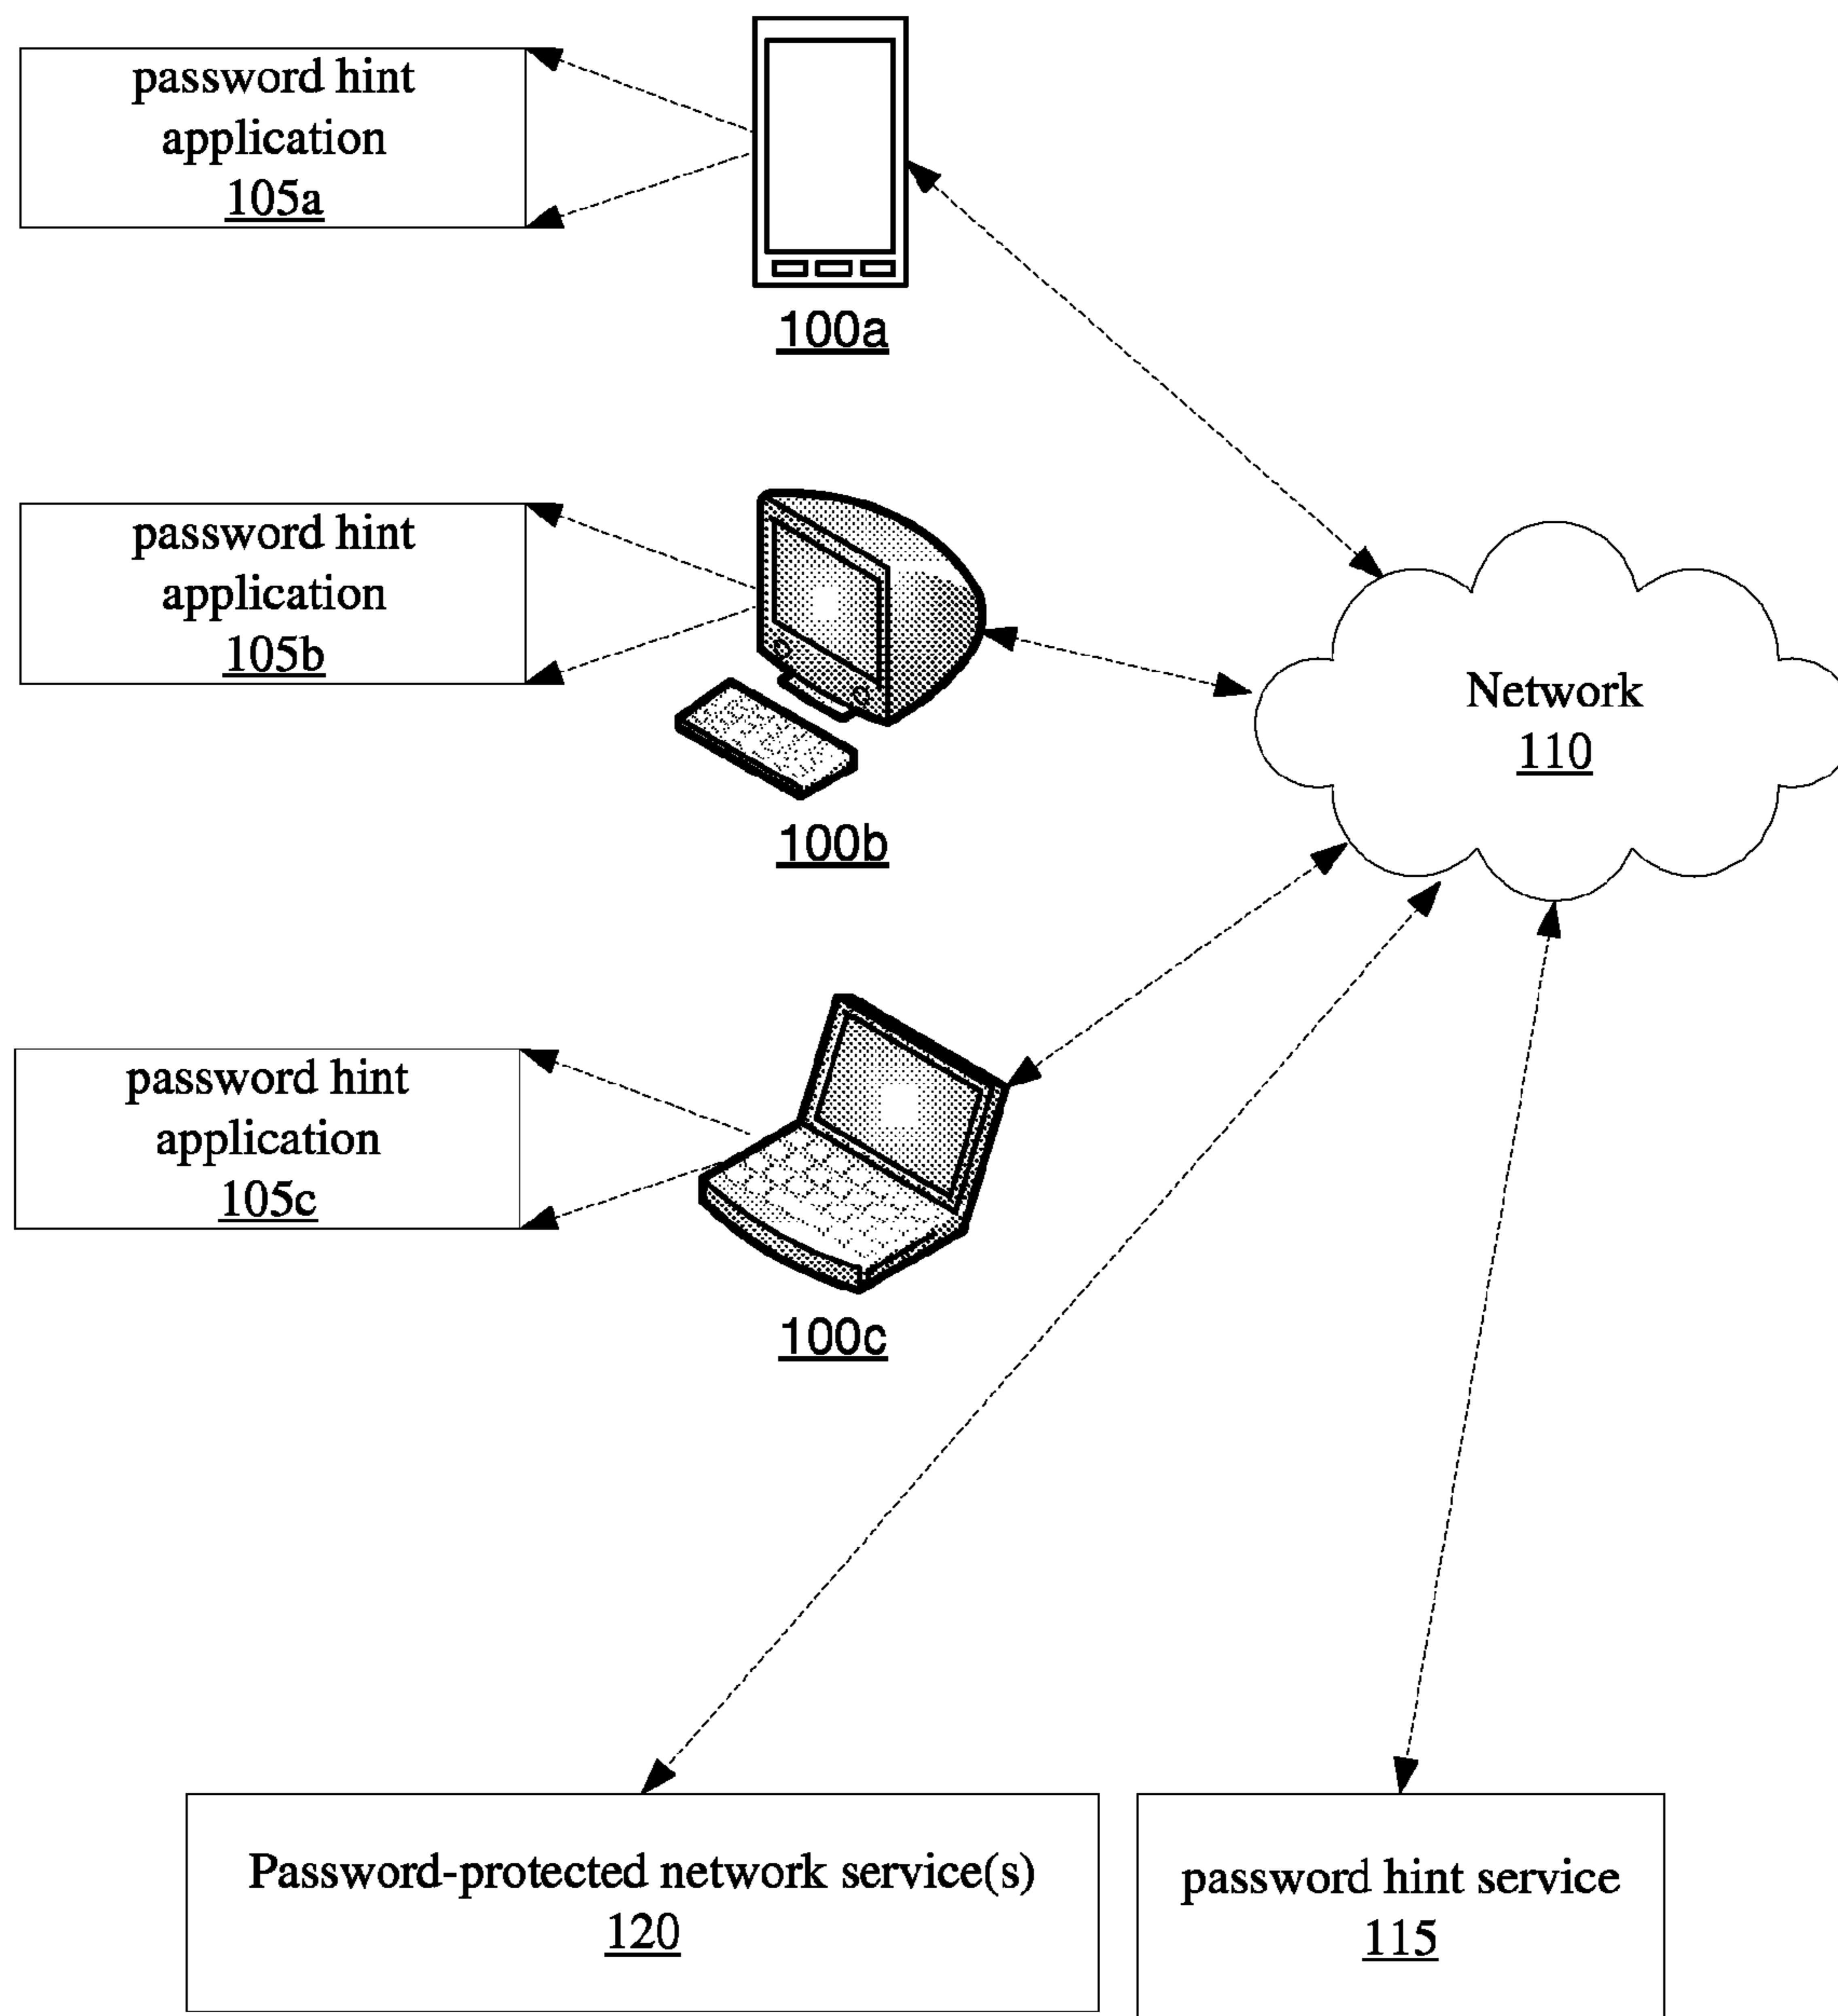 password hint
application
105a
100a
password hint
application
105b
100b
Network
110
password hint
application
105c
100c
Password-protected network service(s)
120
password hint service
115